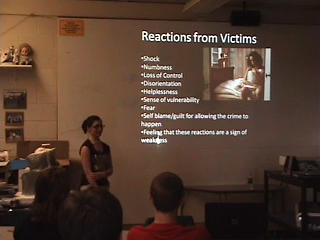 Reactions from Victims
•Shock
•Numbness
•Loss of Control
•Disorientation
•Helplessness
•Sense of vulnerability
•Fear
•Self blame/guilt for allowing the crime to
happen
•Feeling that these reactions are a sign of
weakness